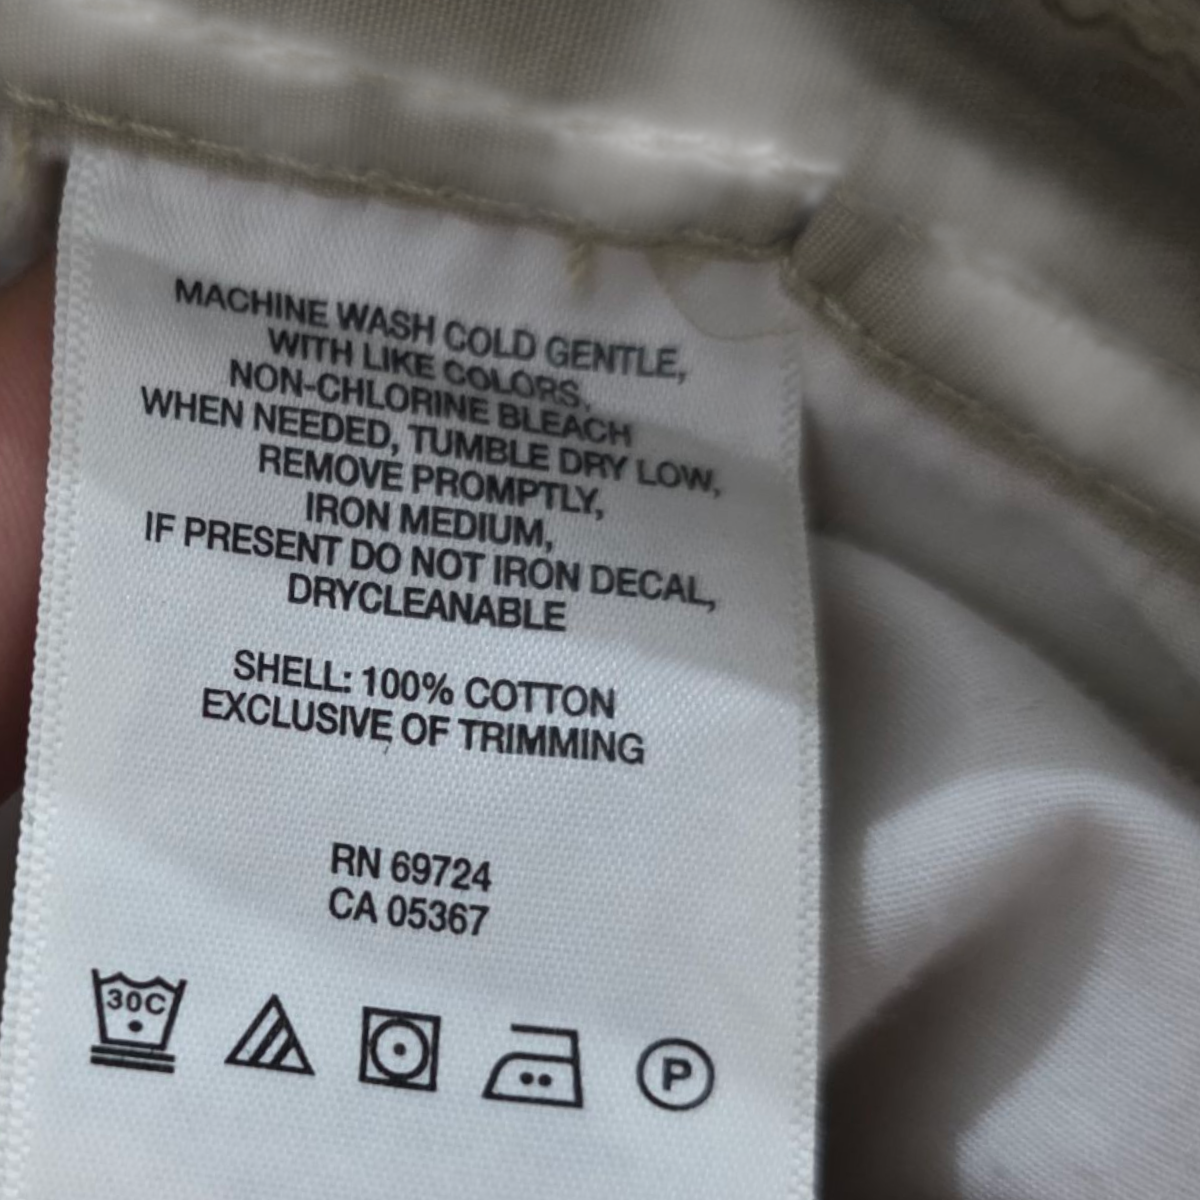 MACHINE WASH COLD GENTLE,
WITH LIKE COLORS,
NON-CHLORINE BLEACH
WHEN NEEDED, TUMBLE DRY LOW,
REMOVE PROMPTLY,
IRON MEDIUM,
IF PRESENT DO NOT IRON DECAL,
DRYCLEANABLE
SHELL: 100% COTTON
EXCLUSIVE OF TRIMMING
RN 69724
CA 05367
30C
P